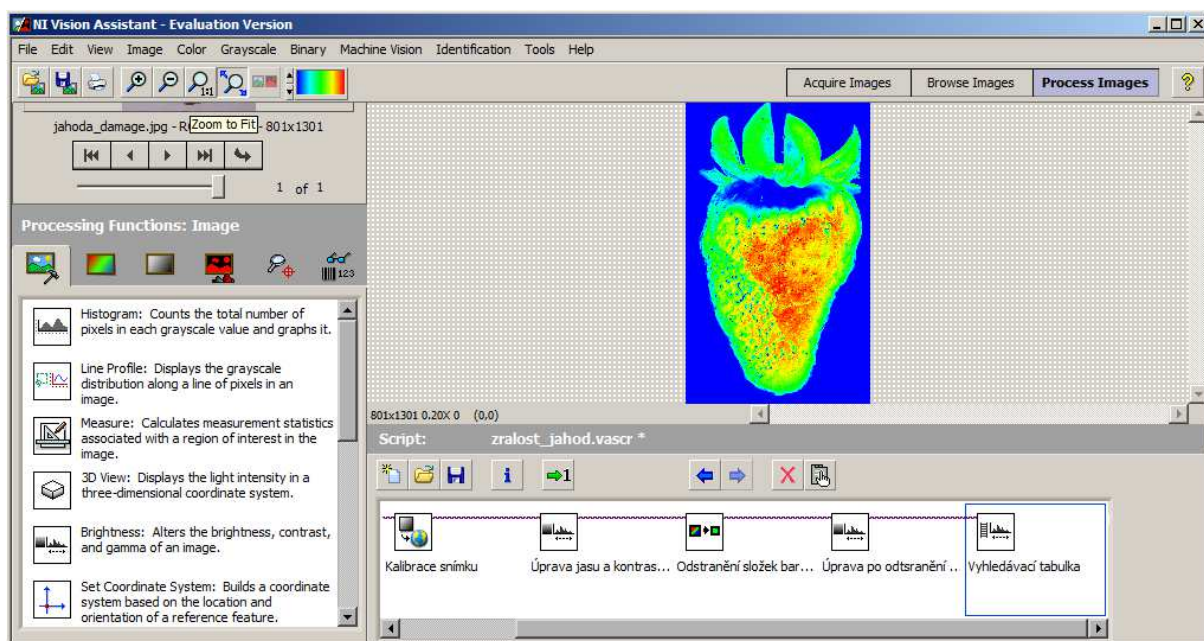 NI Vision Assistant - Evaluation Version
File Edit View Image Color Grayscale Binary Machine Vision Identification Tools Help
1:1
Acquire Images Browse Images Process Images
jahoda_damage.jpg - R Zoom to Fit - 801x1301
1 of 1
Processing Functions: Image
123
Histogram: Counts the total number of
pixels in each grayscale value and graphs it.
Line Profile: Displays the grayscale
distribution along a line of pixels in an
image.
Measure: Calculates measurement statistics
associated with a region of interest in the
image.
3D View: Displays the light intensity in a
three-dimensional coordinate system.
Brightness: Alters the brightness, contrast,
and gamma of an image.
Set Coordinate System: Builds a coordinate
system based on the location and
orientation of a reference feature.
801x1301 0.20X 0 (0,0)
Script: zralost_jahod.vascr *
1
Kalibrace snímku Úprava jasu a kontras... Odstranění složek bar... Úprava po odtsranění ... Vyhledávací tabulka